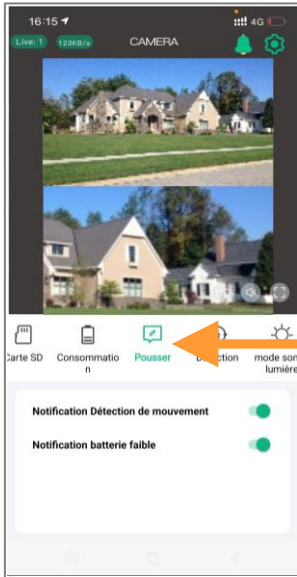 16:15
4G
Live: 1
123KB/s
CAMERA
Carte SD
Consommatio
n
Pousser
mode son
lumière
Notification Détection de mouvement
Notification batterie faible